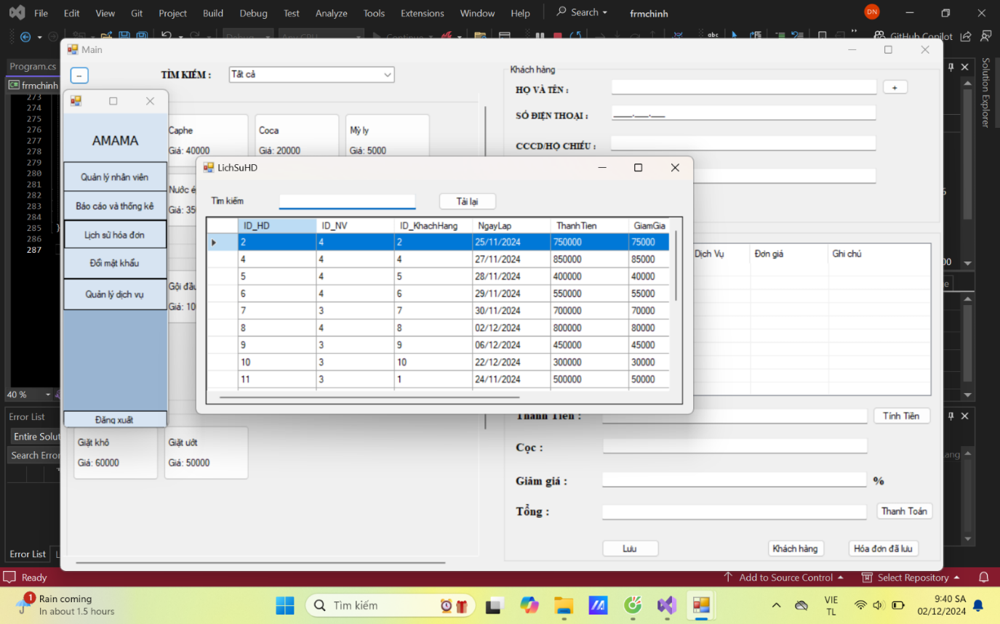 File Edit View Git Project Build Debug Test Analyze Tools Extensions Window Help Search frmchinh DN
Debug Any CPU Continue abc GitHub Copilot
Main
Program.cs
frmchinh
273
274
275
276
277
278
279
280
281
282
283
284
285 }
286
287
40 %
--
TÌM KIẾM :
Tất cả
AMAMA
Quản lý nhân viên
Báo cáo và thống kê
Lịch sử hóa đơn
Đổi mật khẩu
Quản lý dịch vụ
Đăng xuất
Caphe
Giá: 40000
Coca
Giá: 20000
Mỳ ly
Giá: 5000
Nước é
Giá: 350
Gội đầu
Giá: 10
Giặt khô
Giá: 60000
Giặt ướt
Giá: 50000
LichSuHD
Tìm kiếm
Tải lại
ID_HD ID_NV ID_KhachHang NgayLap ThanhTien GiamGia
2 4 2 25/11/2024 750000 75000
4 4 4 27/11/2024 850000 85000
5 4 5 28/11/2024 400000 40000
6 4 6 29/11/2024 550000 55000
7 3 7 30/11/2024 700000 70000
8 4 8 02/12/2024 800000 80000
9 3 9 06/12/2024 450000 45000
10 3 10 22/12/2024 300000 30000
11 3 1 24/11/2024 500000 50000
Khách hàng
HỌ VÀ TÊN :
+
SỐ ĐIỆN THOẠI :
____.___.___
CCCD/HỘ CHIẾU :
Dịch Vụ Đơn giá Ghi chú
Thành Tiền :
Tính Tiền
Cọc :
Giảm giá :
%
Tổng :
Thanh Toán
Lưu
Khách hàng
Hóa đơn đã lưu
Solution Explorer
Error List
Entire Solut
Search Error
Error List
Ready
Add to Source Control
Select Repository
1
Rain coming
In about 1.5 hours
Tìm kiếm
VIE
TL
9:40 SA
02/12/2024